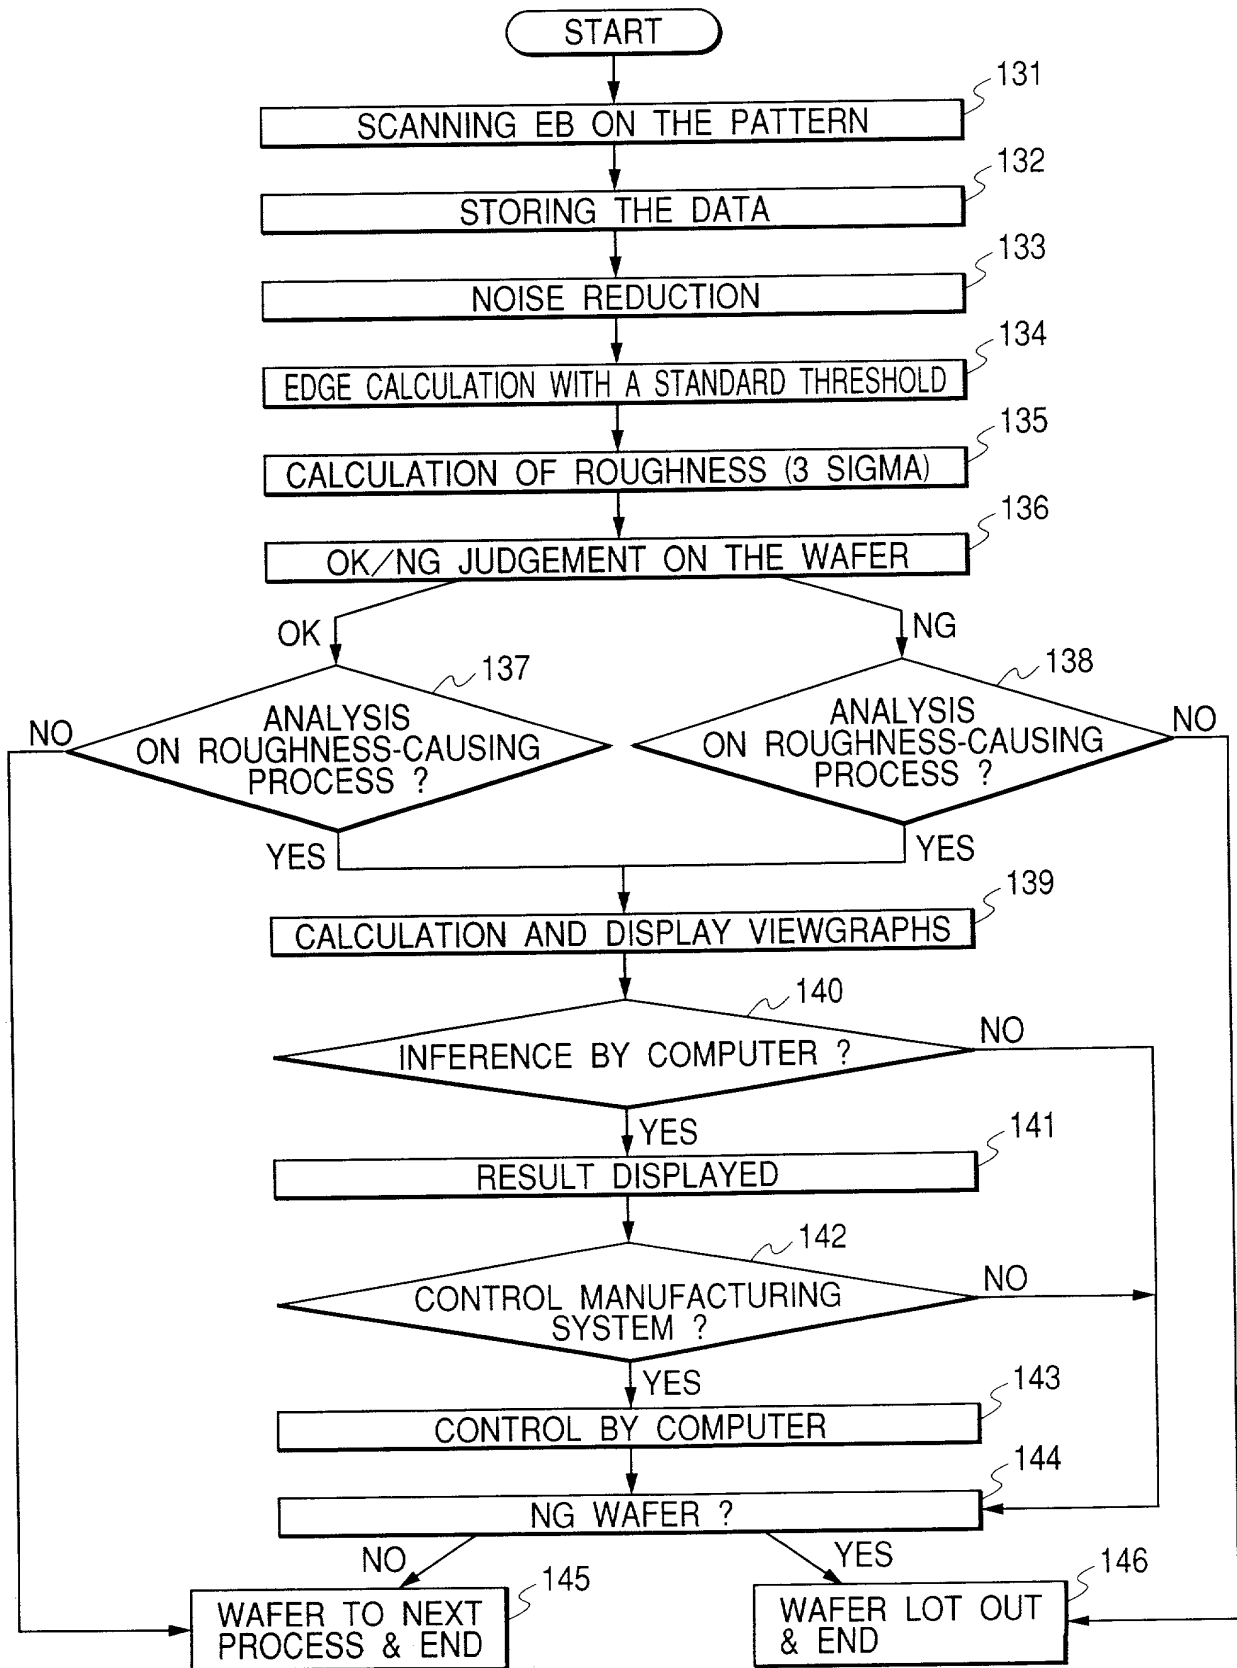 START
131
SCANNING EB ON THE PATTERN
132
STORING THE DATA
133
NOISE REDUCTION
134
EDGE CALCULATION WITH A STANDARD THRESHOLD
135
CALCULATION OF ROUGHNESS (3 SIGMA)
136
OK/NG JUDGEMENT ON THE WAFER
OK
NG
137
138
NO
ANALYSIS
ON ROUGHNESS-CAUSING
PROCESS ?
ANALYSIS
ON ROUGHNESS-CAUSING
PROCESS ?
NO
YES
YES
139
CALCULATION AND DISPLAY VIEWGRAPHS
140
INFERENCE BY COMPUTER ?
NO
YES
141
RESULT DISPLAYED
142
CONTROL MANUFACTURING
SYSTEM ?
NO
YES
143
CONTROL BY COMPUTER
144
NG WAFER ?
NO
YES
145
WAFER TO NEXT
PROCESS & END
146
WAFER LOT OUT
& END